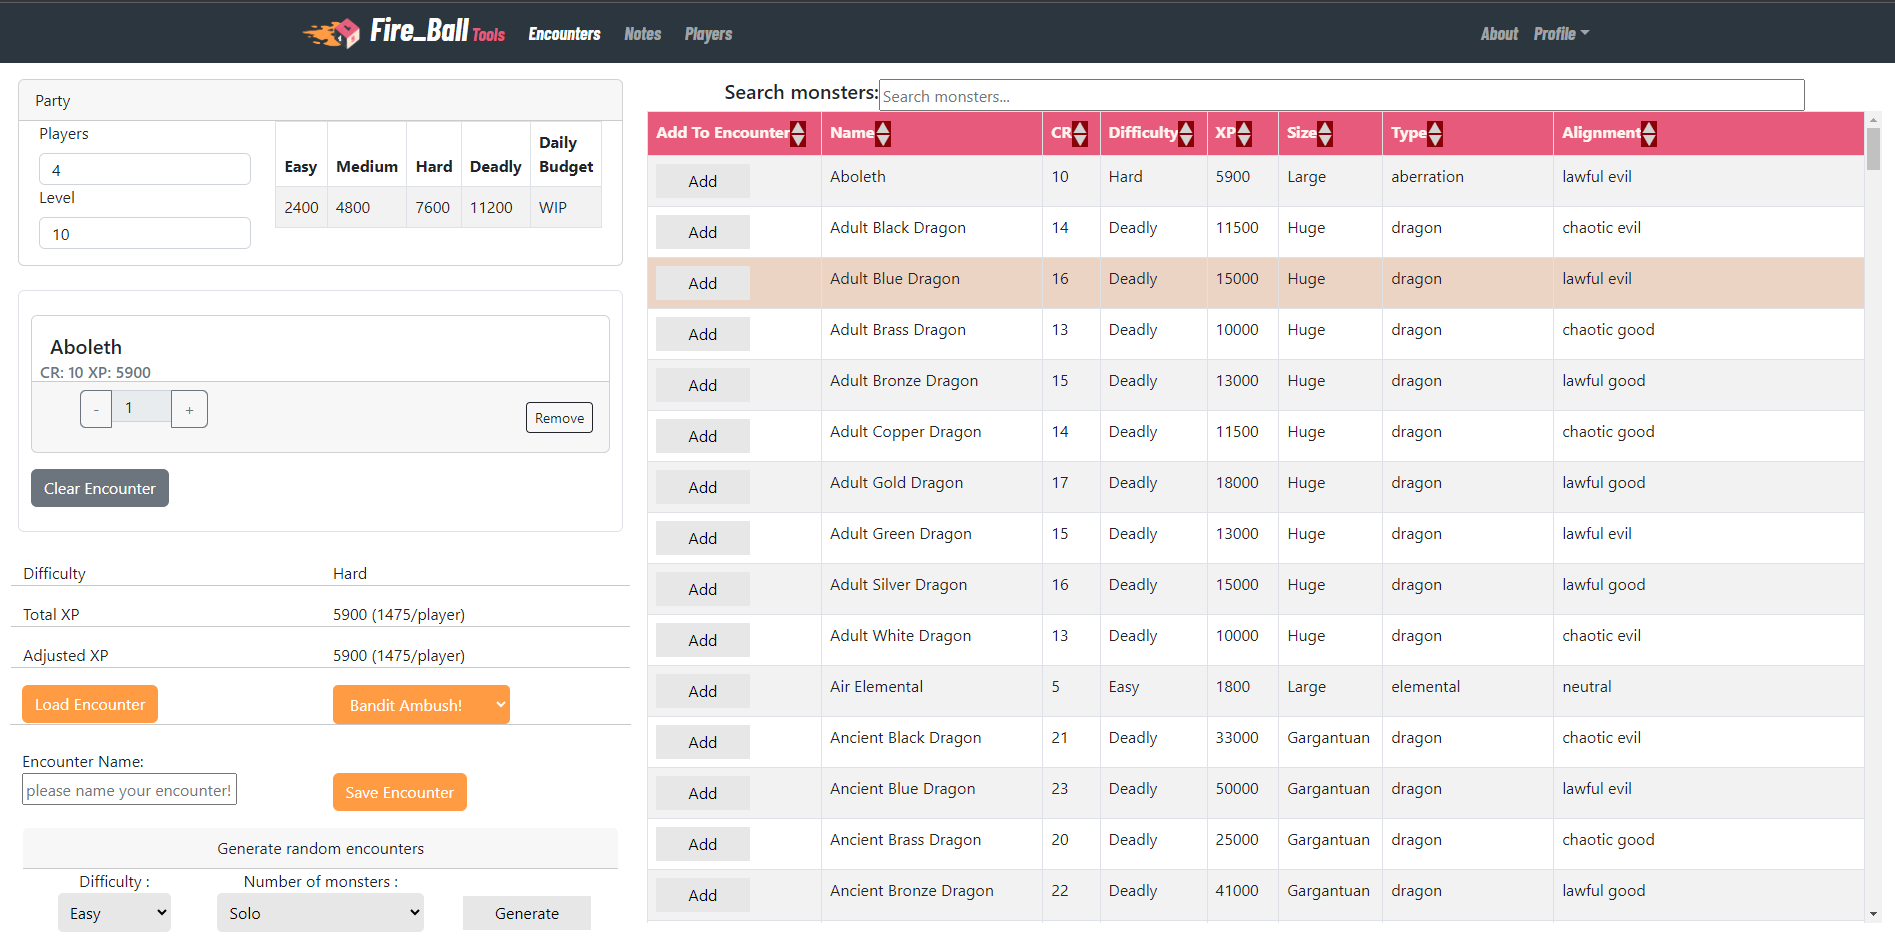 Fire_Ball Tools Encounters Notes Players About Profile
Party
Players
4
Level
10
Easy Medium Hard Deadly Daily Budget
2400 4800 7600 11200 WIP
Aboleth
CR: 10 XP: 5900
- 1 +
Remove
Clear Encounter
Difficulty Hard
Total XP 5900 (1475/player)
Adjusted XP 5900 (1475/player)
Load Encounter Bandit Ambush!
Encounter Name:
please name your encounter! Save Encounter
Generate random encounters
Difficulty : Number of monsters :
Easy Solo Generate
Search monsters: Search monsters...
Add To Encounter Name CR Difficulty XP Size Type Alignment
Add Aboleth 10 Hard 5900 Large aberration lawful evil
Add Adult Black Dragon 14 Deadly 11500 Huge dragon chaotic evil
Add Adult Blue Dragon 16 Deadly 15000 Huge dragon lawful evil
Add Adult Brass Dragon 13 Deadly 10000 Huge dragon chaotic good
Add Adult Bronze Dragon 15 Deadly 13000 Huge dragon lawful good
Add Adult Copper Dragon 14 Deadly 11500 Huge dragon chaotic good
Add Adult Gold Dragon 17 Deadly 18000 Huge dragon lawful good
Add Adult Green Dragon 15 Deadly 13000 Huge dragon lawful evil
Add Adult Silver Dragon 16 Deadly 15000 Huge dragon lawful good
Add Adult White Dragon 13 Deadly 10000 Huge dragon chaotic evil
Add Air Elemental 5 Easy 1800 Large elemental neutral
Add Ancient Black Dragon 21 Deadly 33000 Gargantuan dragon chaotic evil
Add Ancient Blue Dragon 23 Deadly 50000 Gargantuan dragon lawful evil
Add Ancient Brass Dragon 20 Deadly 25000 Gargantuan dragon chaotic good
Add Ancient Bronze Dragon 22 Deadly 41000 Gargantuan dragon lawful good